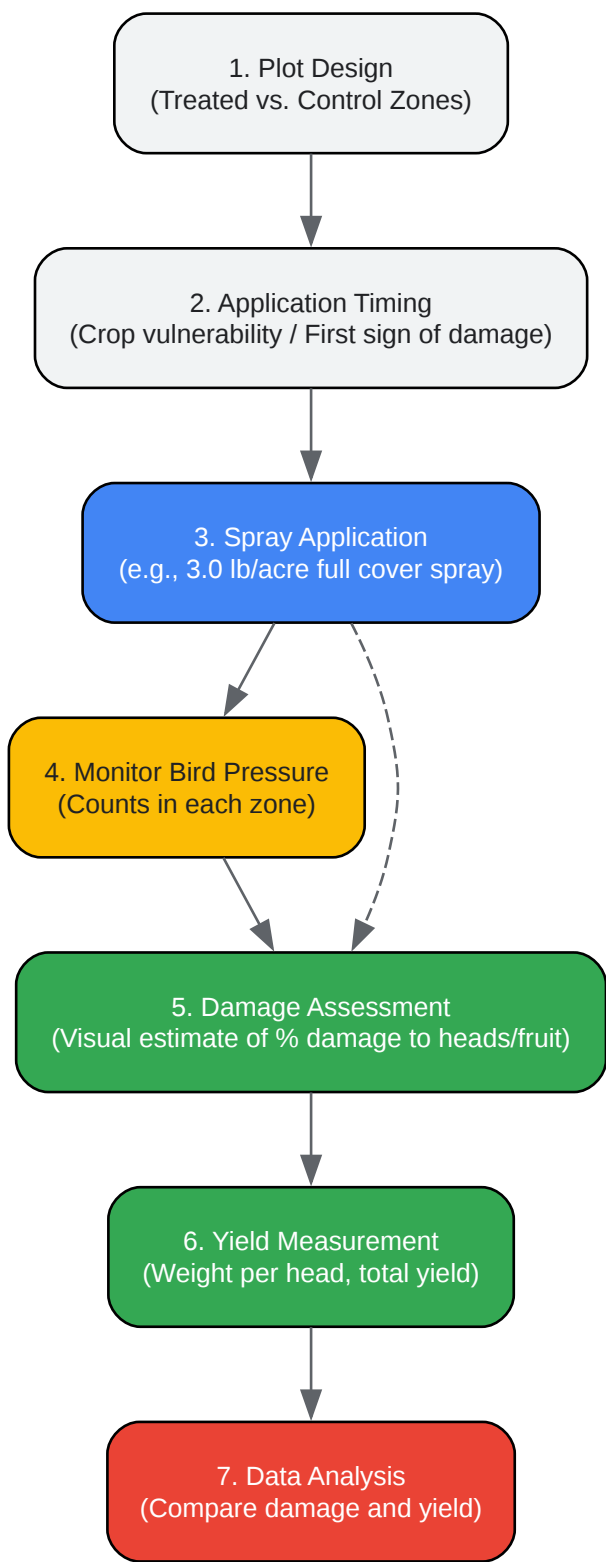 1. Plot Design
(Treated vs. Control Zones)
2. Application Timing
(Crop vulnerability / First sign of damage)
3. Spray Application
(e.g., 3.0 lb/acre full cover spray)
4. Monitor Bird Pressure
(Counts in each zone)
5. Damage Assessment
(Visual estimate of % damage to heads/fruit)
6. Yield Measurement
(Weight per head, total yield)
7. Data Analysis
(Compare damage and yield)